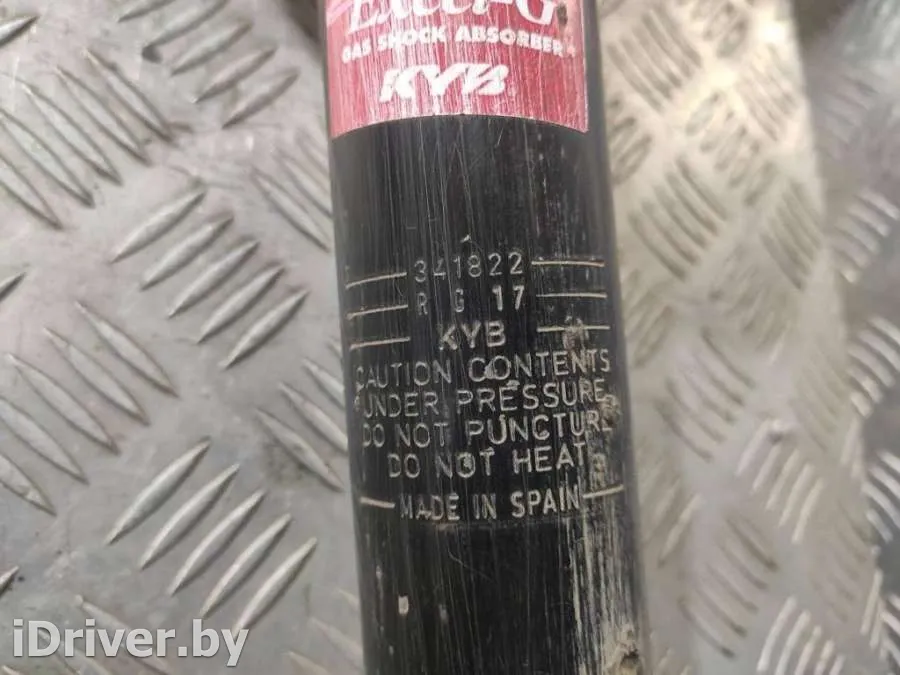 Excel-G
GAS SHOCK ABSORBER
KYB
341822
R G 17
KYB
CAUTION CONTENTS
UNDER PRESSURE
DO NOT PUNCTURE
DO NOT HEAT
MADE IN SPAIN
iDriver.by